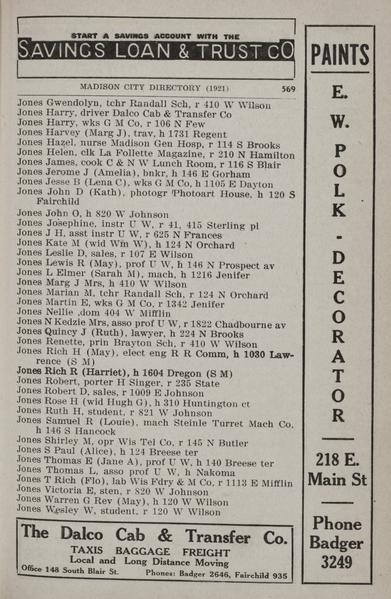 START A SAVINGS ACCOUNT WITH THE
SAVINGS LOAN & TRUST CO
MADISON CITY DIRECTORY (1921) 569
Jones Gwendolyn, tchr Randall Sch, r 410 W Wilson
Jones Harry, driver Dalco Cab & Transfer Co
Jones Harry, wks G M Co, r 106 N Few
Jones Harvey (Marg J), trav, h 1731 Regent
Jones Hazel, nurse Madison Gen Hosp, r 114 S Brooks
Jones Helen, clk La Follette Magazine, r 210 N Hamilton
Jones James, cook C & N W Lunch Room, r 116 S Blair
Jones Jerome J (Amelia), bnkr, h 146 E Gorham
Jones Jesse B (Lena C), wks G M Co, h 1105 E Dayton
Jones John D (Kath), photogr Photoart House, h 120 S
Fairchild
Jones John O, h 820 W Johnson
Jones Josephine, instr U W, r 41, 415 Sterling pl
Jones J H, asst instr U W, r 625 N Frances
Jones Kate M (wid Wm W), h 124 N Orchard
Jones Leslie D, sales, r 107 E Wilson
Jones Lewis R (May), prof U W, h 146 N Prospect av
Jones L Elmer (Sarah M), mach, h 1216 Jenifer
Jones Marg J Mrs, h 410 W Wilson
Jones Marian M, tchr Randall Sch, r 124 N Orchard
Jones Martin E, wks G M Co, r 1342 Jenifer
Jones Nellie ,dom 404 W Mifflin
Jones N Kedzie Mrs, asso prof U W, r 1822 Chadbourne av
Jones Quincy J (Ruth), lawyer, h 224 N Brooks
Jones Renette, prin Brayton Sch, r 410 W Wilson
Jones Rich H (May), elect eng R R Comm, h 1030 Law-
rence (S M)
Jones Rich R (Harriet), h 1604 Dregon (S M)
Jones Robert, porter H Singer, r 235 State
Jones Robert D, sales, r 1009 E Johnson
Jones Rose H (wid Hugh G), h 310 Huntington ct
Jones Ruth H, student, r 821 W Johnson
Jones Samuel R (Louie), mach Steinle Turret Mach Co,
h 146 S Hancock
Jones Shirley M, opr Wis Tel Co, r 145 N Butler
Jones S Paul (Alice), h 124 Breese ter
Jones Thomas E (Jane A), prof U W, h 140 Breese ter
Jones Thomas L, asso prof U W, h Nakoma
Jones T Rich (Flo), lab Wis Fdry & M Co, r 1113 E Mifflin
Jones Victoria E, sten, r 820 W Johnson
Jones Warren G Rev (May), h 120 W Wilson
Jones Wesley W, student, r 120 W Wilson
The Dalco Cab & Transfer Co.
TAXIS BAGGAGE FREIGHT
Local and Long Distance Moving
Office 148 South Blair St. Phones: Badger 2646, Fairchild 935
PAINTS
E. W. POLK - DECORATOR
218 E.
Main St
Phone
Badger
3249